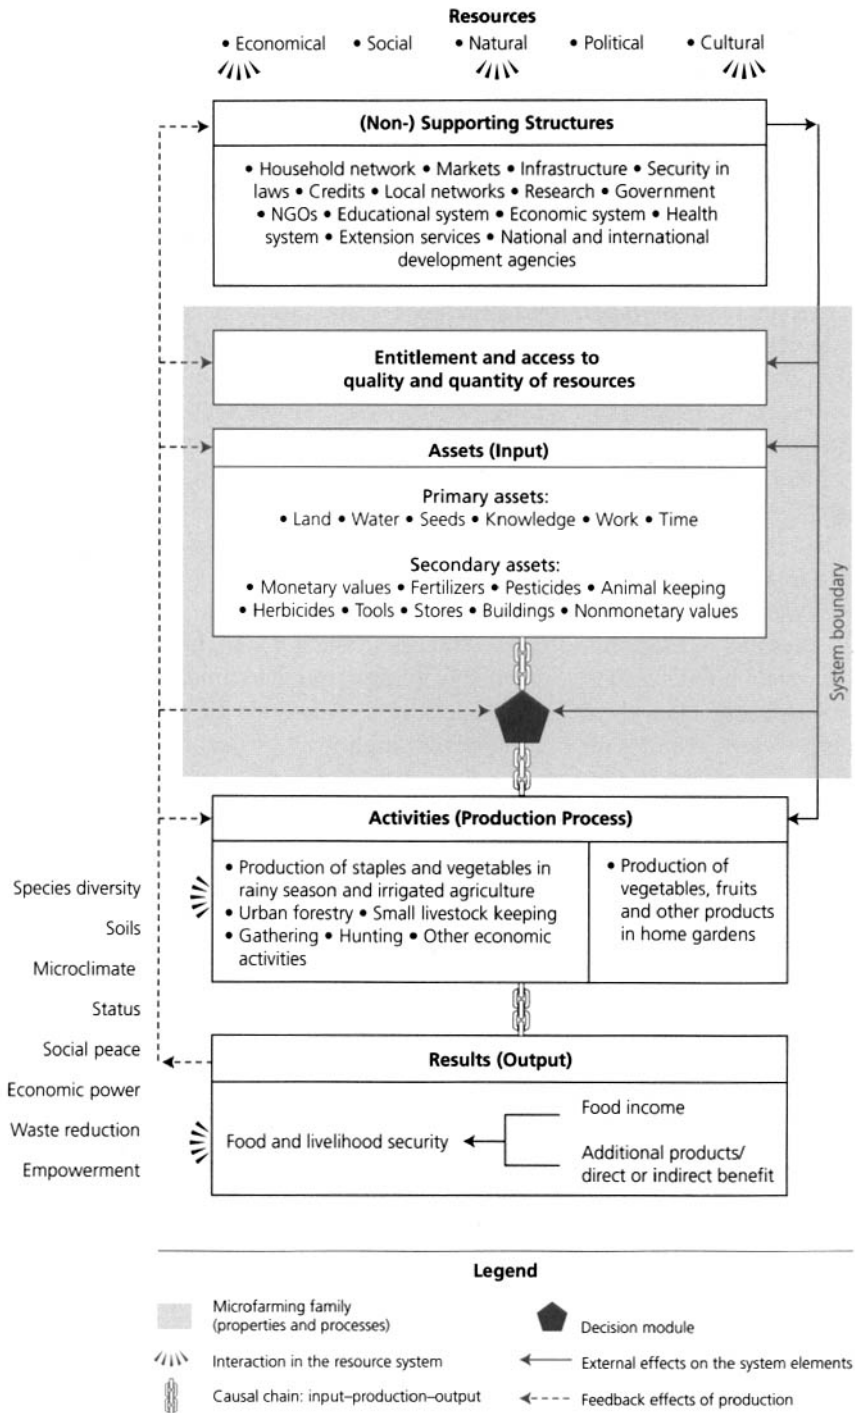 Resources
• Economical • Social • Natural • Political • Cultural
(Non-) Supporting Structures
• Household network • Markets • Infrastructure • Security in
laws • Credits • Local networks • Research • Government
• NGOs • Educational system • Economic system • Health
system • Extension services • National and international
development agencies
Entitlement and access to
quality and quantity of resources
Assets (Input)
Primary assets:
• Land • Water • Seeds • Knowledge • Work • Time
Secondary assets:
• Monetary values • Fertilizers • Pesticides • Animal keeping
• Herbicides • Tools • Stores • Buildings • Nonmonetary values
System boundary
Activities (Production Process)
• Production of staples and vegetables in
rainy season and irrigated agriculture
• Urban forestry • Small livestock keeping
• Gathering • Hunting • Other economic
activities
• Production of
vegetables, fruits
and other products
in home gardens
Species diversity
Soils
Microclimate
Status
Social peace
Economic power
Waste reduction
Empowerment
Results (Output)
Food and livelihood security
Food income
Additional products/
direct or indirect benefit
Legend
Microfarming family
(properties and processes)
Decision module
Interaction in the resource system
External effects on the system elements
Causal chain: input–production–output
Feedback effects of production